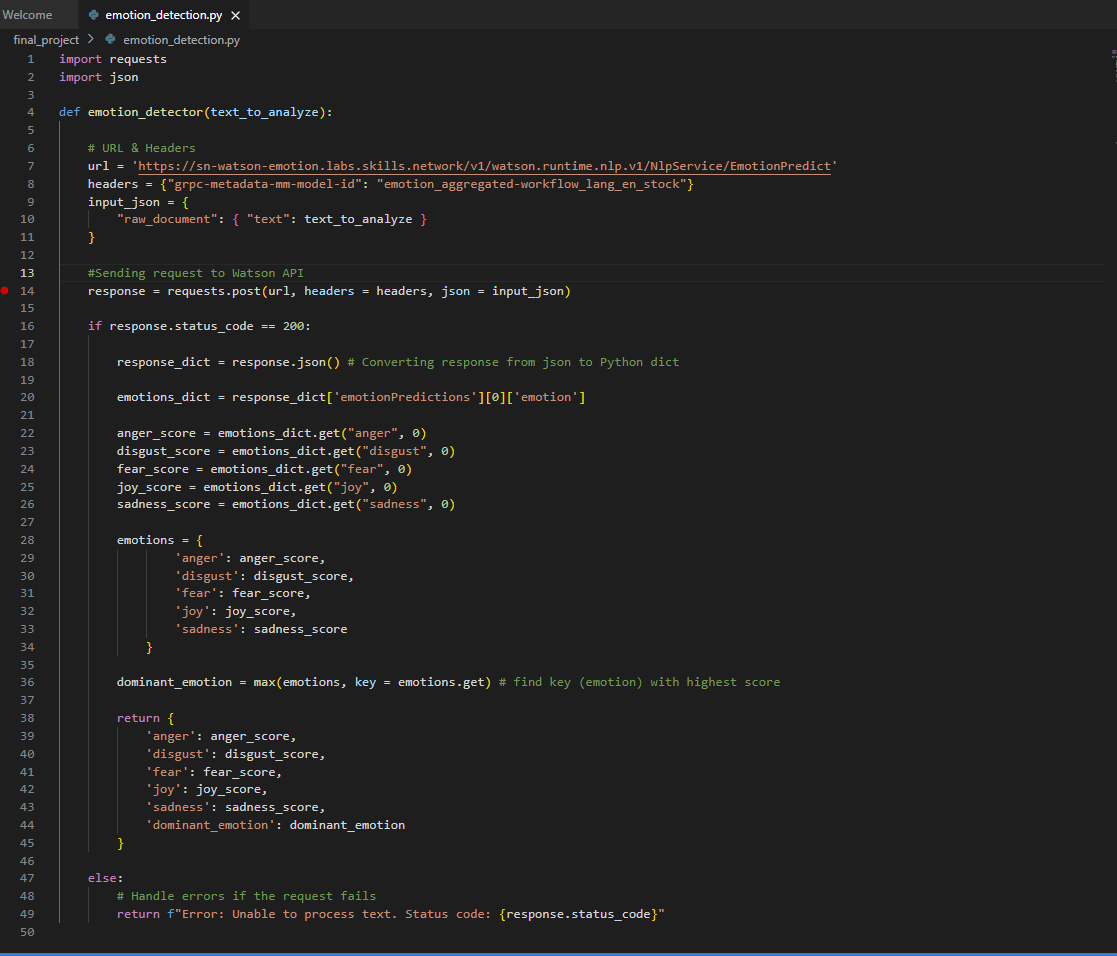 Welcome
emotion_detection.py
final_project > emotion_detection.py
1 import requests
2 import json
3
4 def emotion_detector(text_to_analyze):
5
6 # URL & Headers
7 url = 'https://sn-watson-emotion.labs.skills.network/v1/watson.runtime.nlp.v1/NlpService/EmotionPredict'
8 headers = {"grpc-metadata-mm-model-id": "emotion_aggregated-workflow_lang_en_stock"}
9 input_json = {
10 "raw_document": { "text": text_to_analyze }
11 }
12
13 #Sending request to Watson API
14 response = requests.post(url, headers = headers, json = input_json)
15
16 if response.status_code == 200:
17
18 response_dict = response.json() # Converting response from json to Python dict
19
20 emotions_dict = response_dict['emotionPredictions'][0]['emotion']
21
22 anger_score = emotions_dict.get("anger", 0)
23 disgust_score = emotions_dict.get("disgust", 0)
24 fear_score = emotions_dict.get("fear", 0)
25 joy_score = emotions_dict.get("joy", 0)
26 sadness_score = emotions_dict.get("sadness", 0)
27
28 emotions = {
29 'anger': anger_score,
30 'disgust': disgust_score,
31 'fear': fear_score,
32 'joy': joy_score,
33 'sadness': sadness_score
34 }
35
36 dominant_emotion = max(emotions, key = emotions.get) # find key (emotion) with highest score
37
38 return {
39 'anger': anger_score,
40 'disgust': disgust_score,
41 'fear': fear_score,
42 'joy': joy_score,
43 'sadness': sadness_score,
44 'dominant_emotion': dominant_emotion
45 }
46
47 else:
48 # Handle errors if the request fails
49 return f"Error: Unable to process text. Status code: {response.status_code}"
50